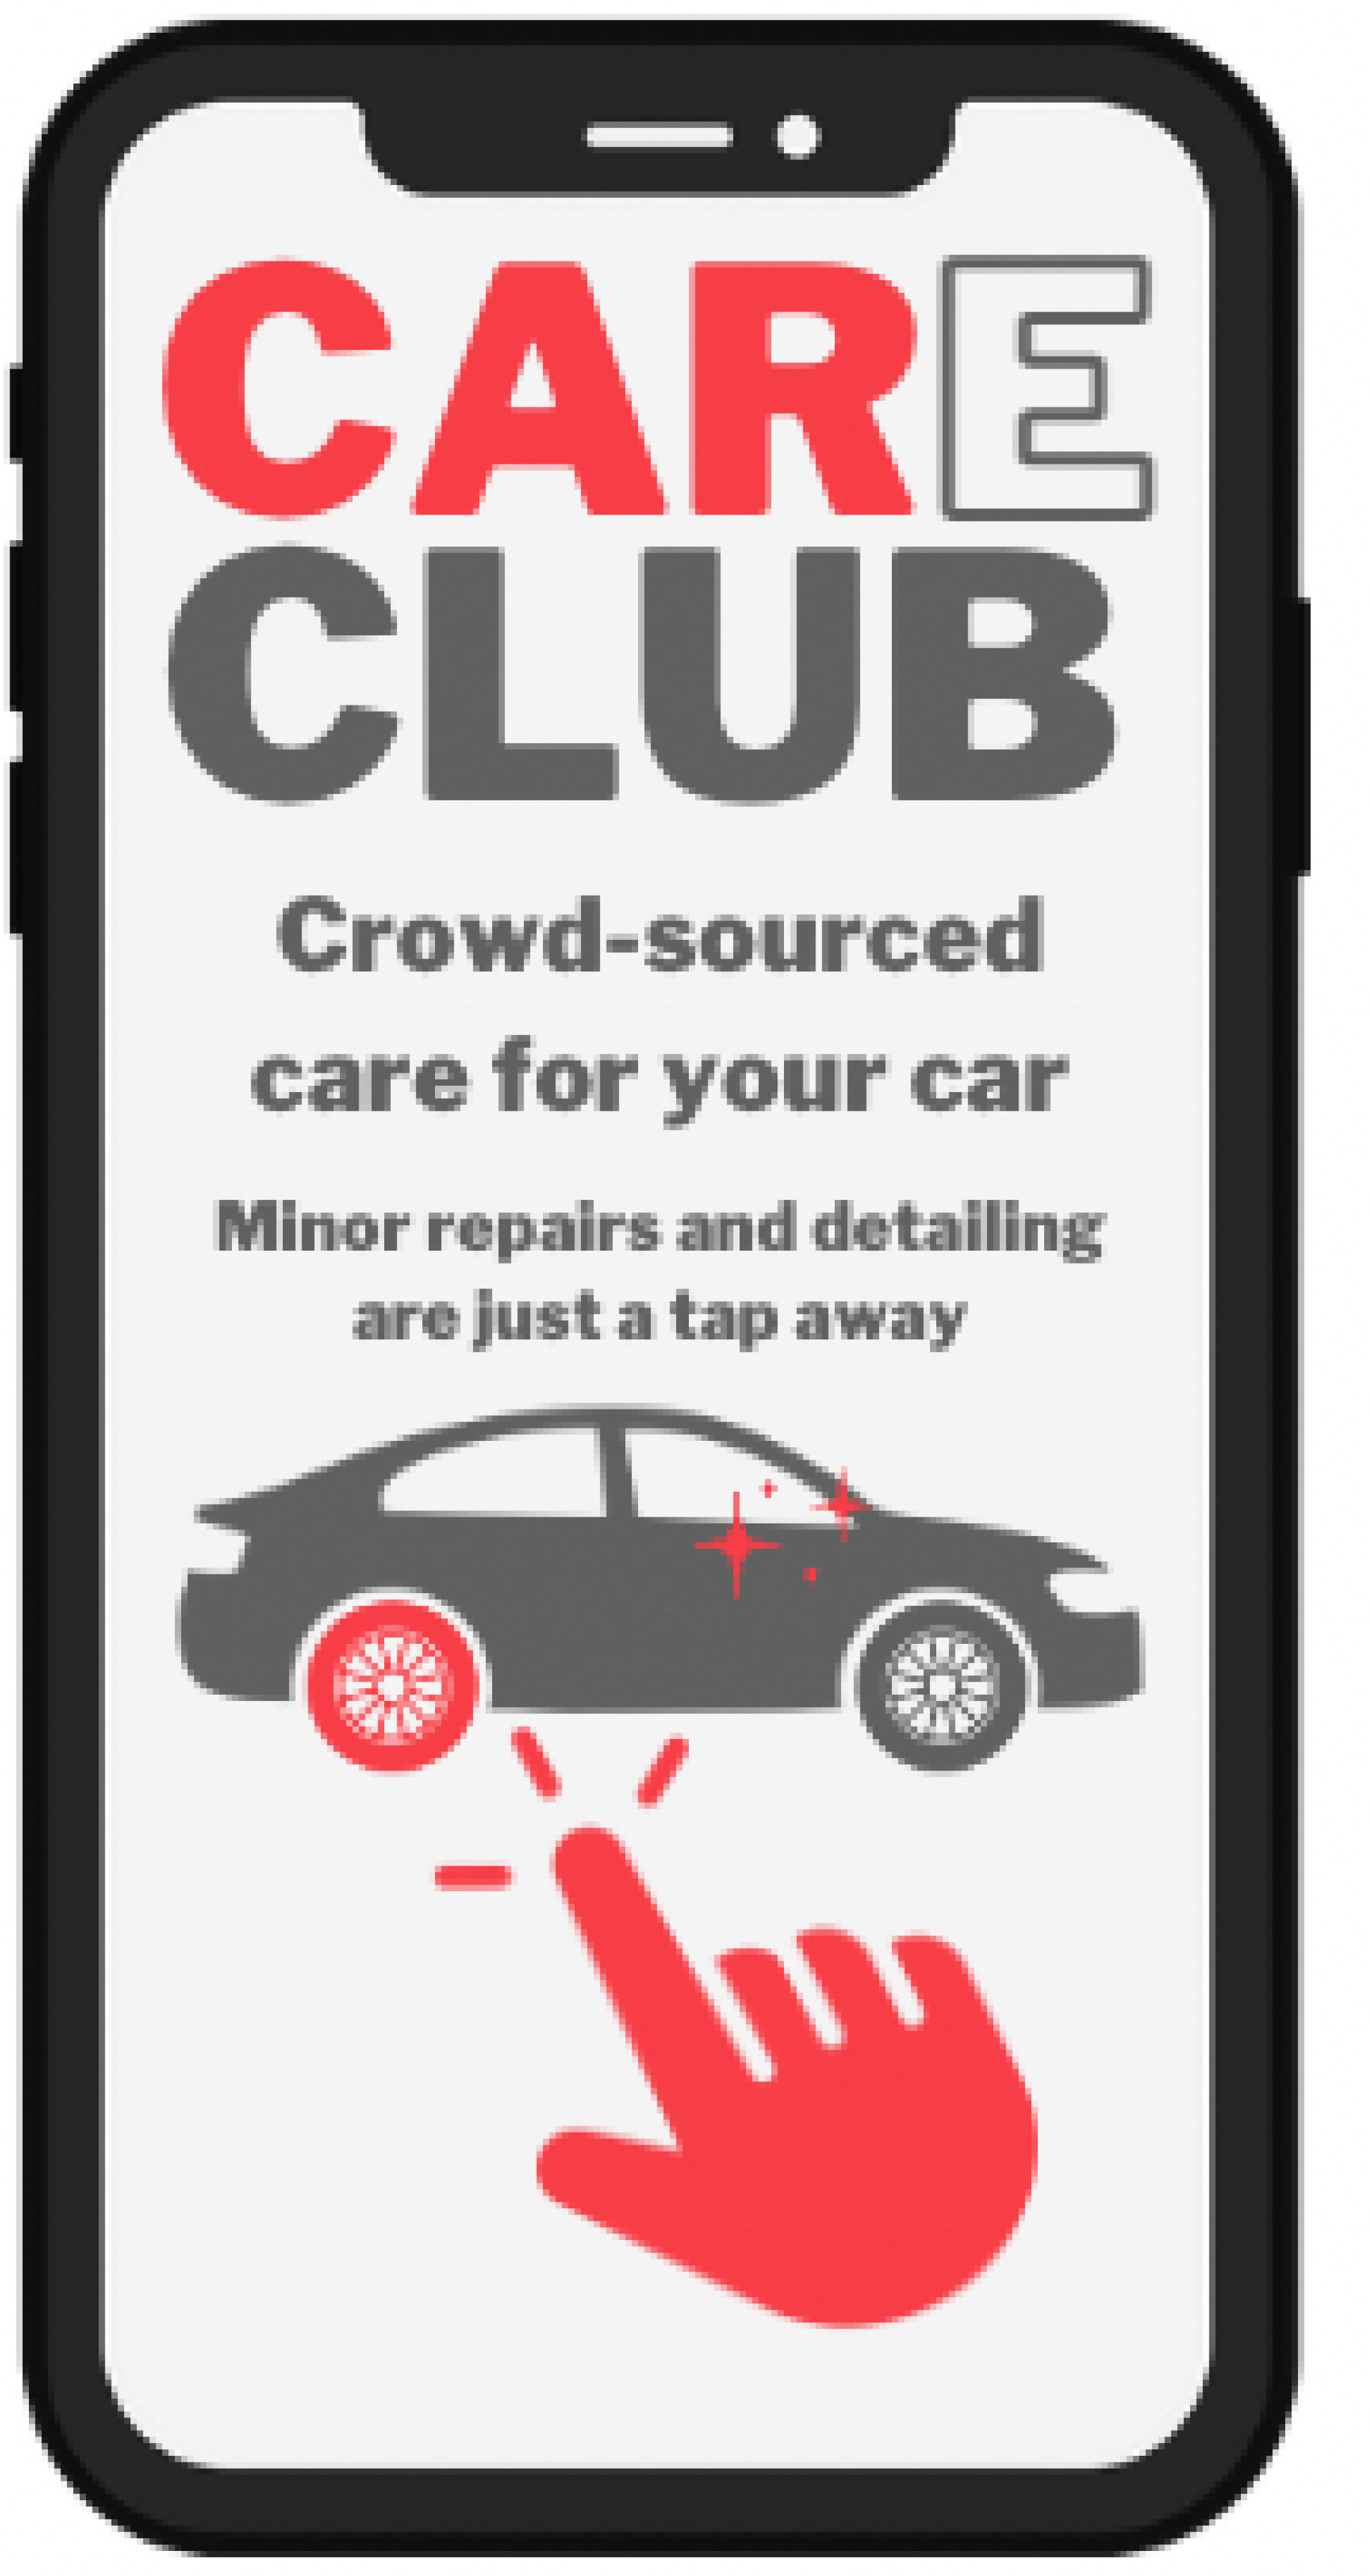 CARE
CLUB
Crowd-sourced
care for your car
Minor repairs and detailing
are just a tap away